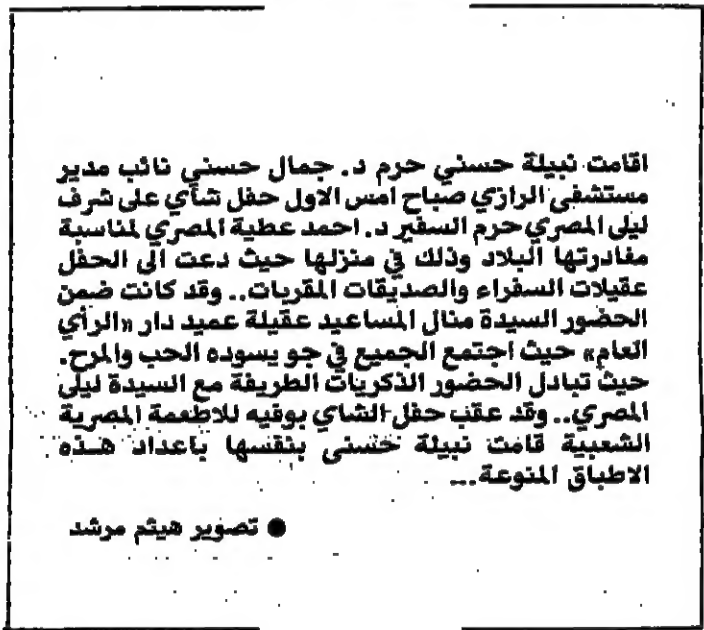 اقامت نبيلة حسني حرم د. جمال حسني نائب مدير
مستشفى الرازي صباح امس الاول حفل شاي على شرف
ليلى المصري حرم السفير د. احمد عطية المصري لمناسبة
مغادرتها البلاد وذلك في منزلها حيث دعت الى الحفل
عقيلات السفراء والصديقات المقربات.. وقد كانت ضمن
الحضور السيدة منال المساعيد عقيلة عميد دار «الرأي
العام» حيث اجتمع الجميع في جو يسوده الحب والمرح.
حيث تبادل الحضور الذكريات الطريفة مع السيدة ليلى
المصري.. وقد عقب حفل الشاي بوفيه للاطعمة المصرية
الشعبية قامت نبيلة حسنى بنفسها باعداد هذه
الاطباق المنوعة...
● تصوير هيثم مرشد